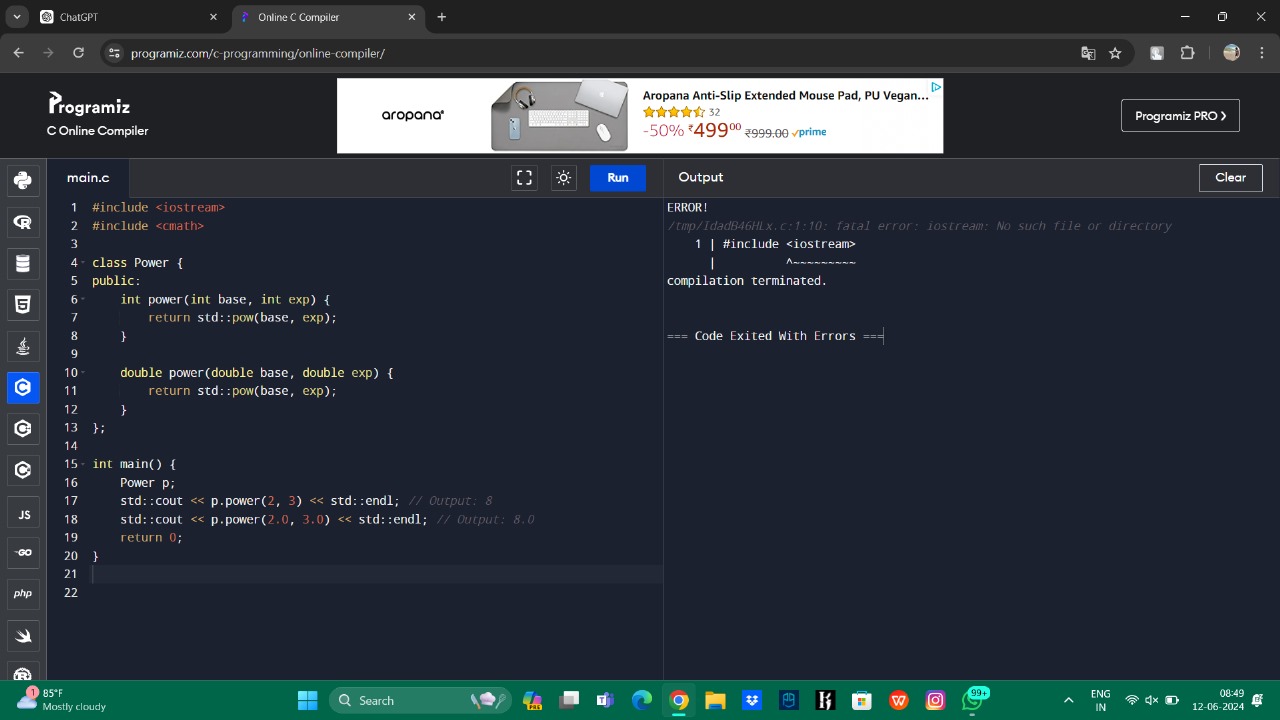 ChatGPT
Online C Compiler
programiz.com/c-programming/online-compiler/
Programiz
C Online Compiler
aropana®
Aropana Anti-Slip Extended Mouse Pad, PU Vegan...
32
-50% ₹499⁰⁰ ₹999.00 prime
Programiz PRO >
main.c
Run
Output
Clear
1 #include <iostream>
2 #include <cmath>
3
4 class Power {
5 public:
6     int power(int base, int exp) {
7         return std::pow(base, exp);
8     }
9
10     double power(double base, double exp) {
11         return std::pow(base, exp);
12     }
13 };
14
15 int main() {
16     Power p;
17     std::cout << p.power(2, 3) << std::endl; // Output: 8
18     std::cout << p.power(2.0, 3.0) << std::endl; // Output: 8.0
19     return 0;
20 }
21
22
ERROR!
/tmp/IdadB46HLx.c:1:10: fatal error: iostream: No such file or directory
    1 | #include <iostream>
      |          ^~~~~~~~~~
compilation terminated.
=== Code Exited With Errors ===
JS
GO
php
1
85°F
Mostly cloudy
Search
PRE
99+
ENG
IN
08:49
12-06-2024